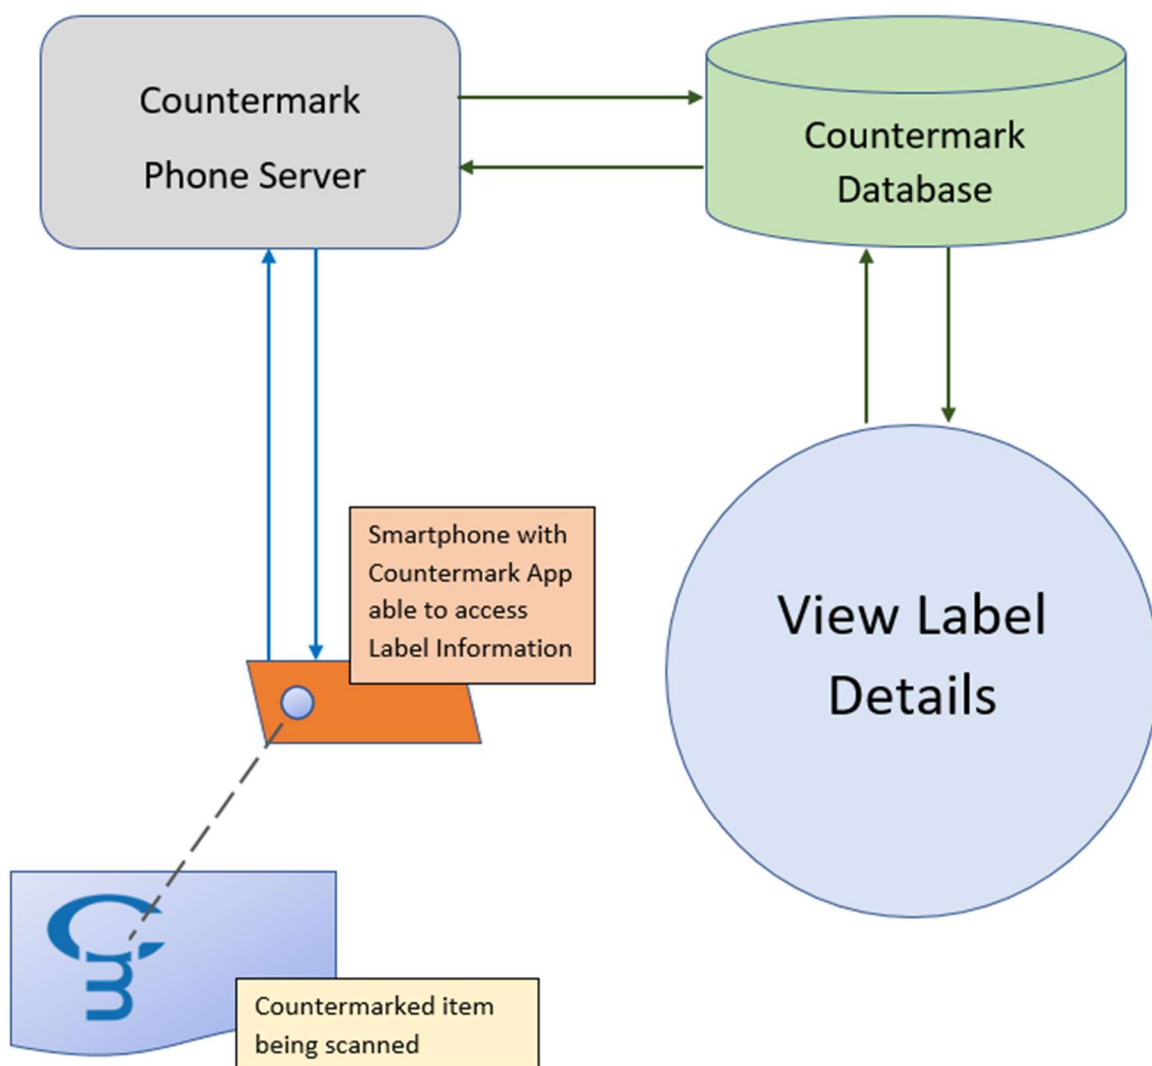 Countermark
Phone Server
Countermark
Database
Smartphone with
Countermark App
able to access
Label Information
View Label
Details
Cm
Countermarked item
being scanned